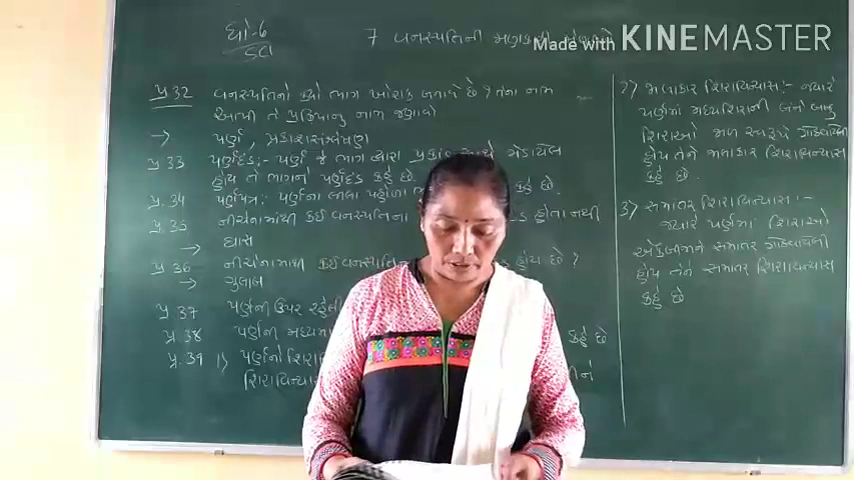 Made with KINEMASTER
ધો-6
7 વનસ્પતિની
પ્ર 32 વનસ્પતિનો કયો ભાગ ખોરાક બનાવે છે? તેના નામ
આપી તે પ્રક્રિયાનું નામ જણાવો
→ પર્ણ, પ્રકાશસંશ્લેષણ
પ્ર 33 પર્ણદંડ:- પર્ણ જે ભાગ દ્વારા પ્રકાંડ જોડાયેલ
હોય તે ભાગને પર્ણદંડ કહે છે.
પ્ર. 34 પર્ણપત્ર:- પર્ણના લીલા પહોળા કહે છે.
પ્ર. 35 નીચેનામાંથી કઈ વનસ્પતિના હોતા નથી
→ ઘાસ
પ્ર 36 નીચેનામાંથી કઈ વનસ્પતિ હોય છે?
→ ગુલાબ
પ્ર. 37 પર્ણની ઉપર રહેલી
પ્ર. 38 પર્ણની મધ્યમાં કહે છે
પ્ર. 39 1) પર્ણનો
શિરાવિન્યાસ
2) જાલાકાર શિરાવિન્યાસ:- જ્યારે
પર્ણમાં મધ્યશિરાની બંને બાજુ
શિરાઓ જાળ સ્વરૂપે ગોઠવાયેલી
હોય તેને જાલાકાર શિરાવિન્યાસ
કહે છે.
3) સમાંતર શિરાવિન્યાસ:-
જ્યારે પર્ણમાં શિરાઓ
એકબીજાને સમાંતર ગોઠવાયેલી
હોય તેને સમાંતર શિરાવિન્યાસ
કહે છે